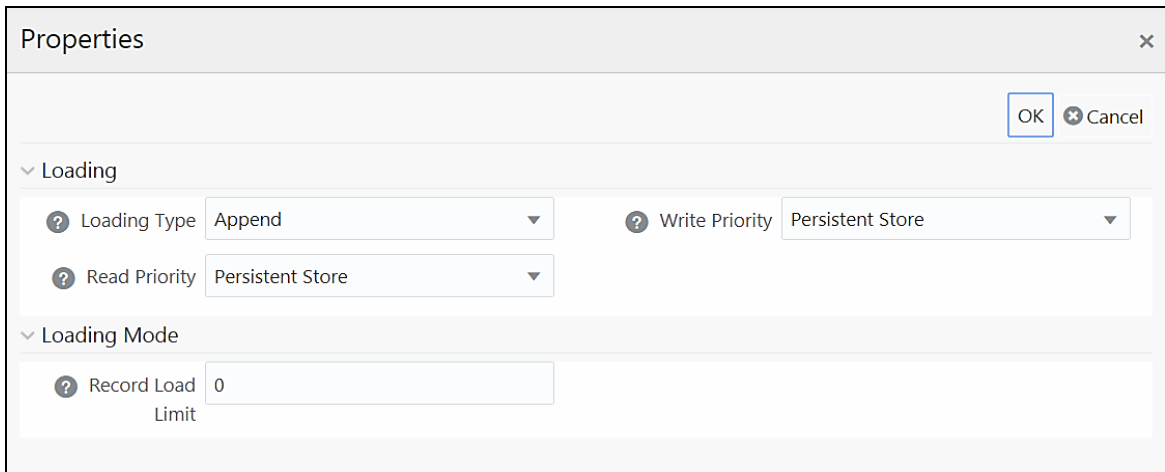 Properties
OK Cancel
Loading
Loading Type Append Write Priority Persistent Store
Read Priority Persistent Store
Loading Mode
Record Load 0
Limit